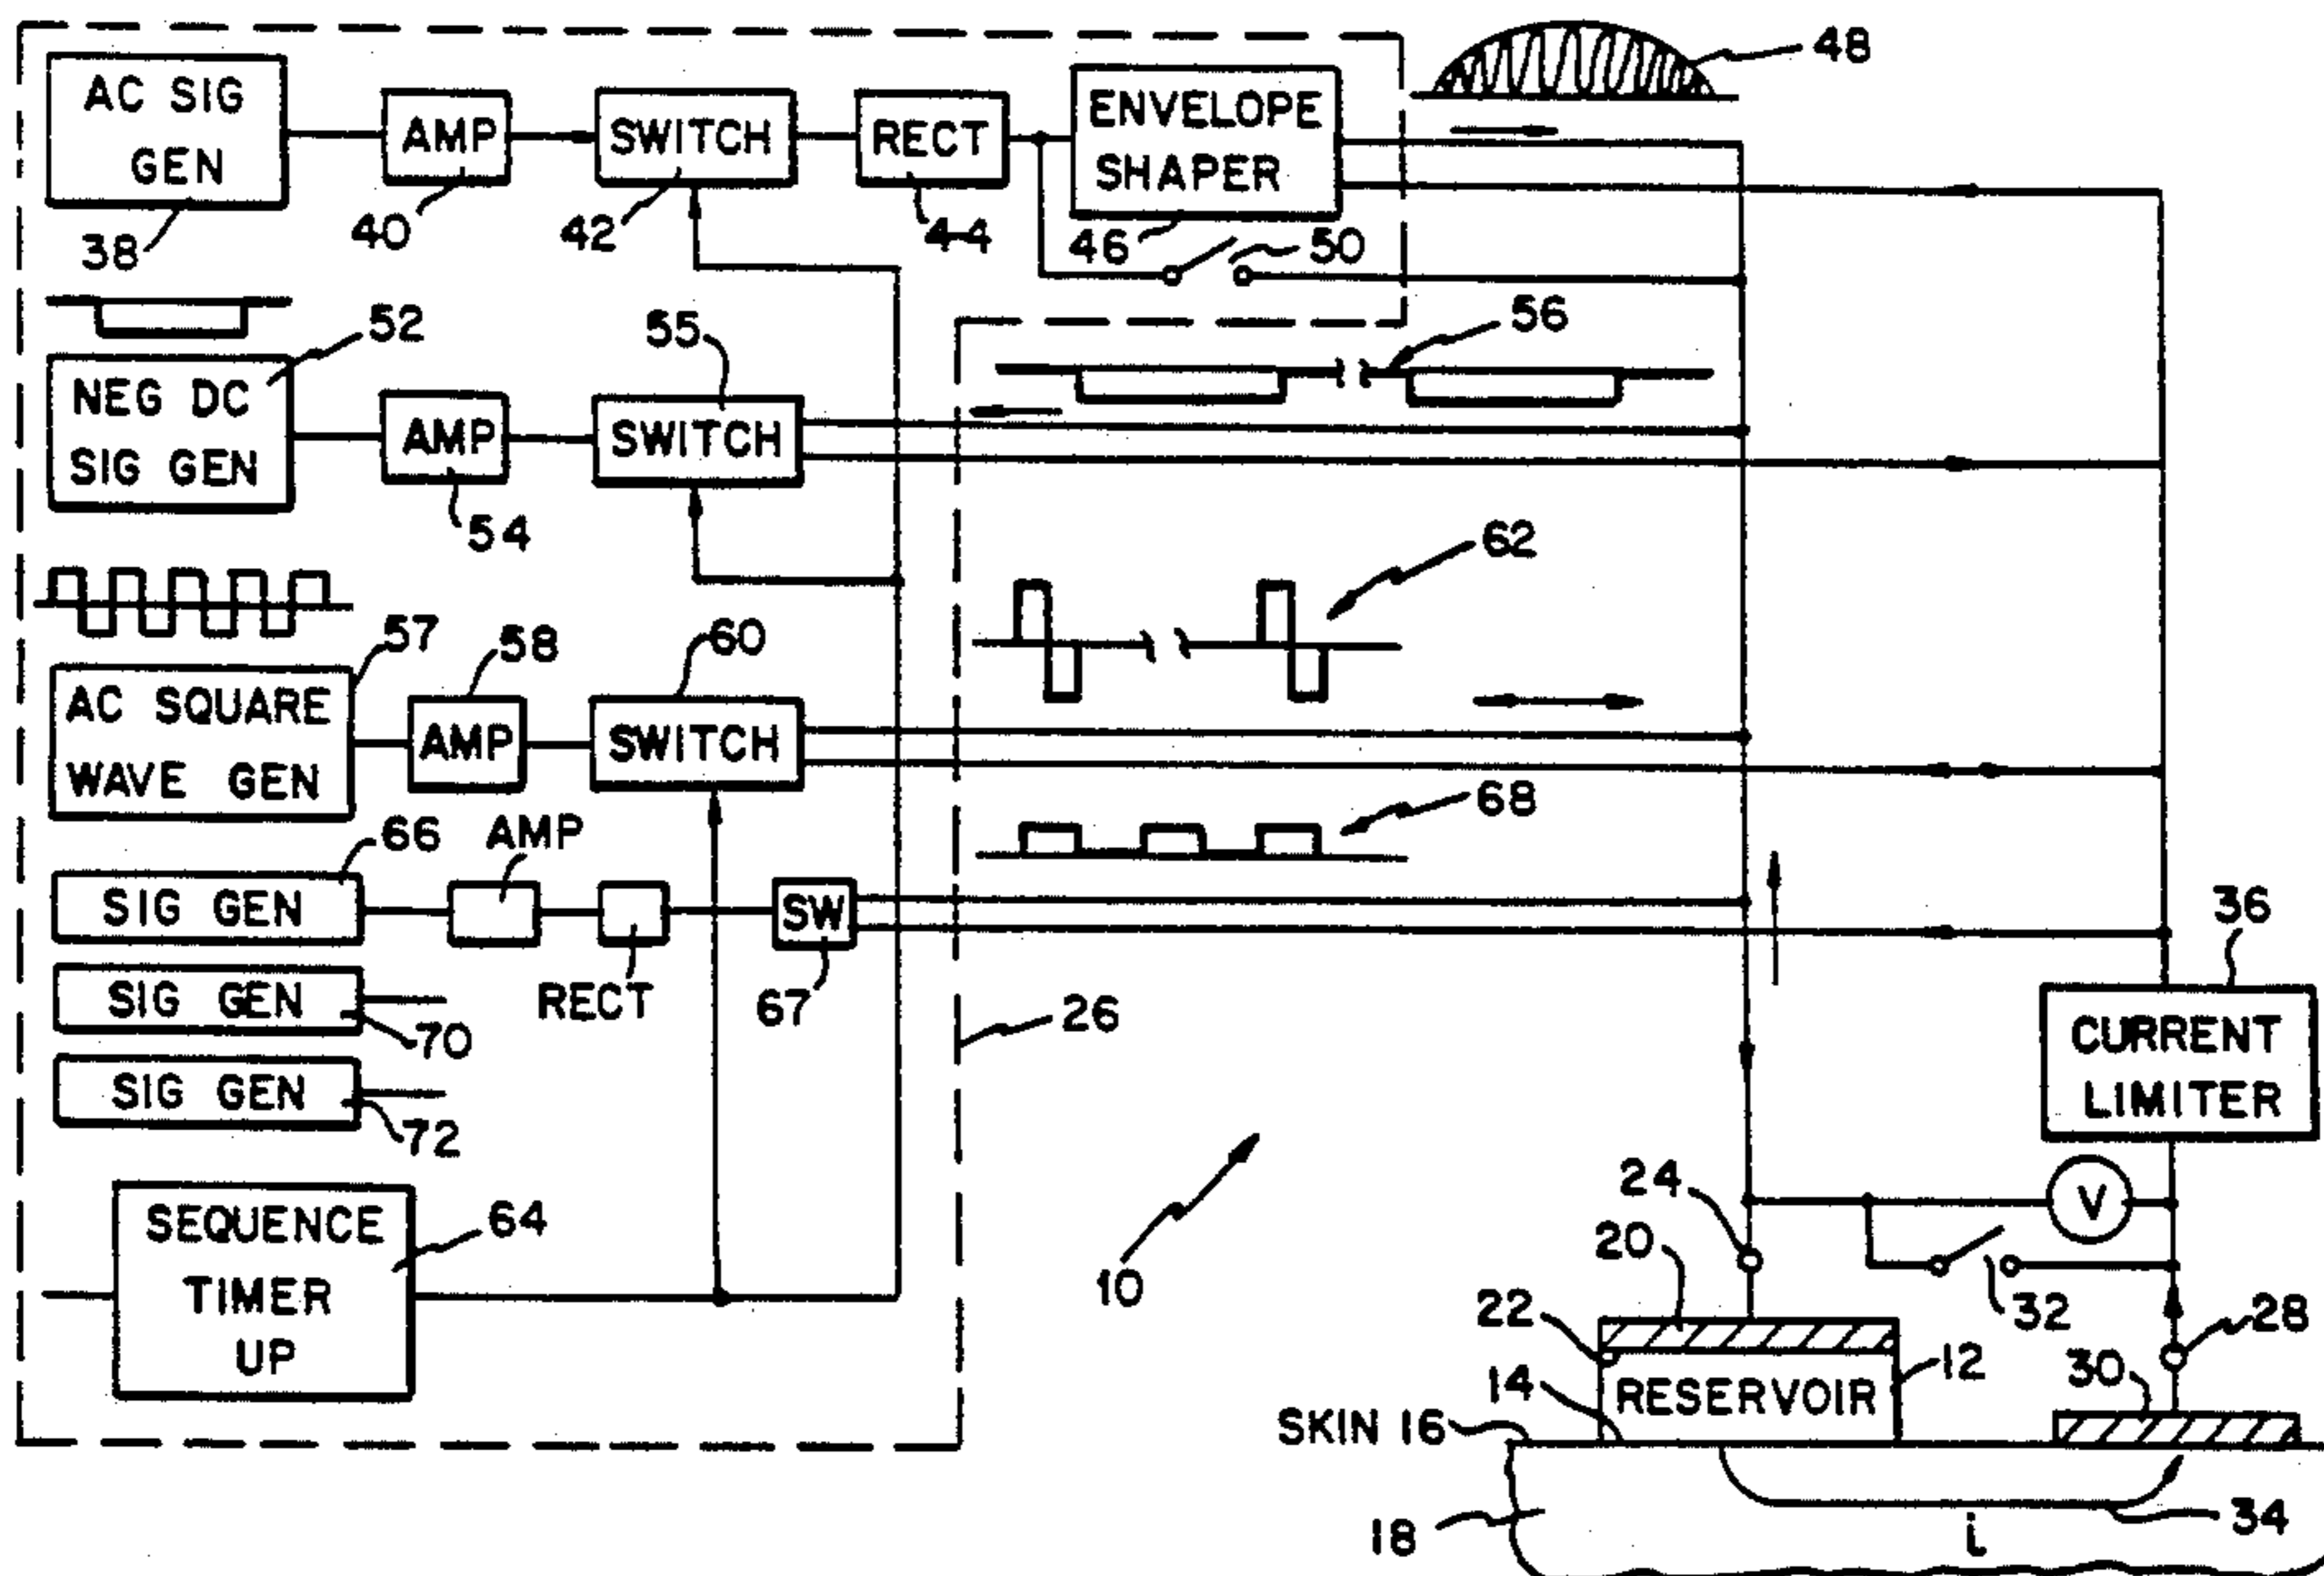 AC SIG
GEN
38
AMP
40
SWITCH
42
RECT
44
ENVELOPE
SHAPER
46
48
50
52
NEG DC
SIG GEN
AMP
54
55
SWITCH
56
57
AC SQUARE
WAVE GEN
58
AMP
60
SWITCH
62
66
SIG GEN
AMP
RECT
SW
67
68
SIG GEN
70
SIG GEN
72
26
SEQUENCE
TIMER
UP
64
10
36
CURRENT
LIMITER
24
V
20
32
22
28
12
14
RESERVOIR
30
SKIN 16
18
i
34